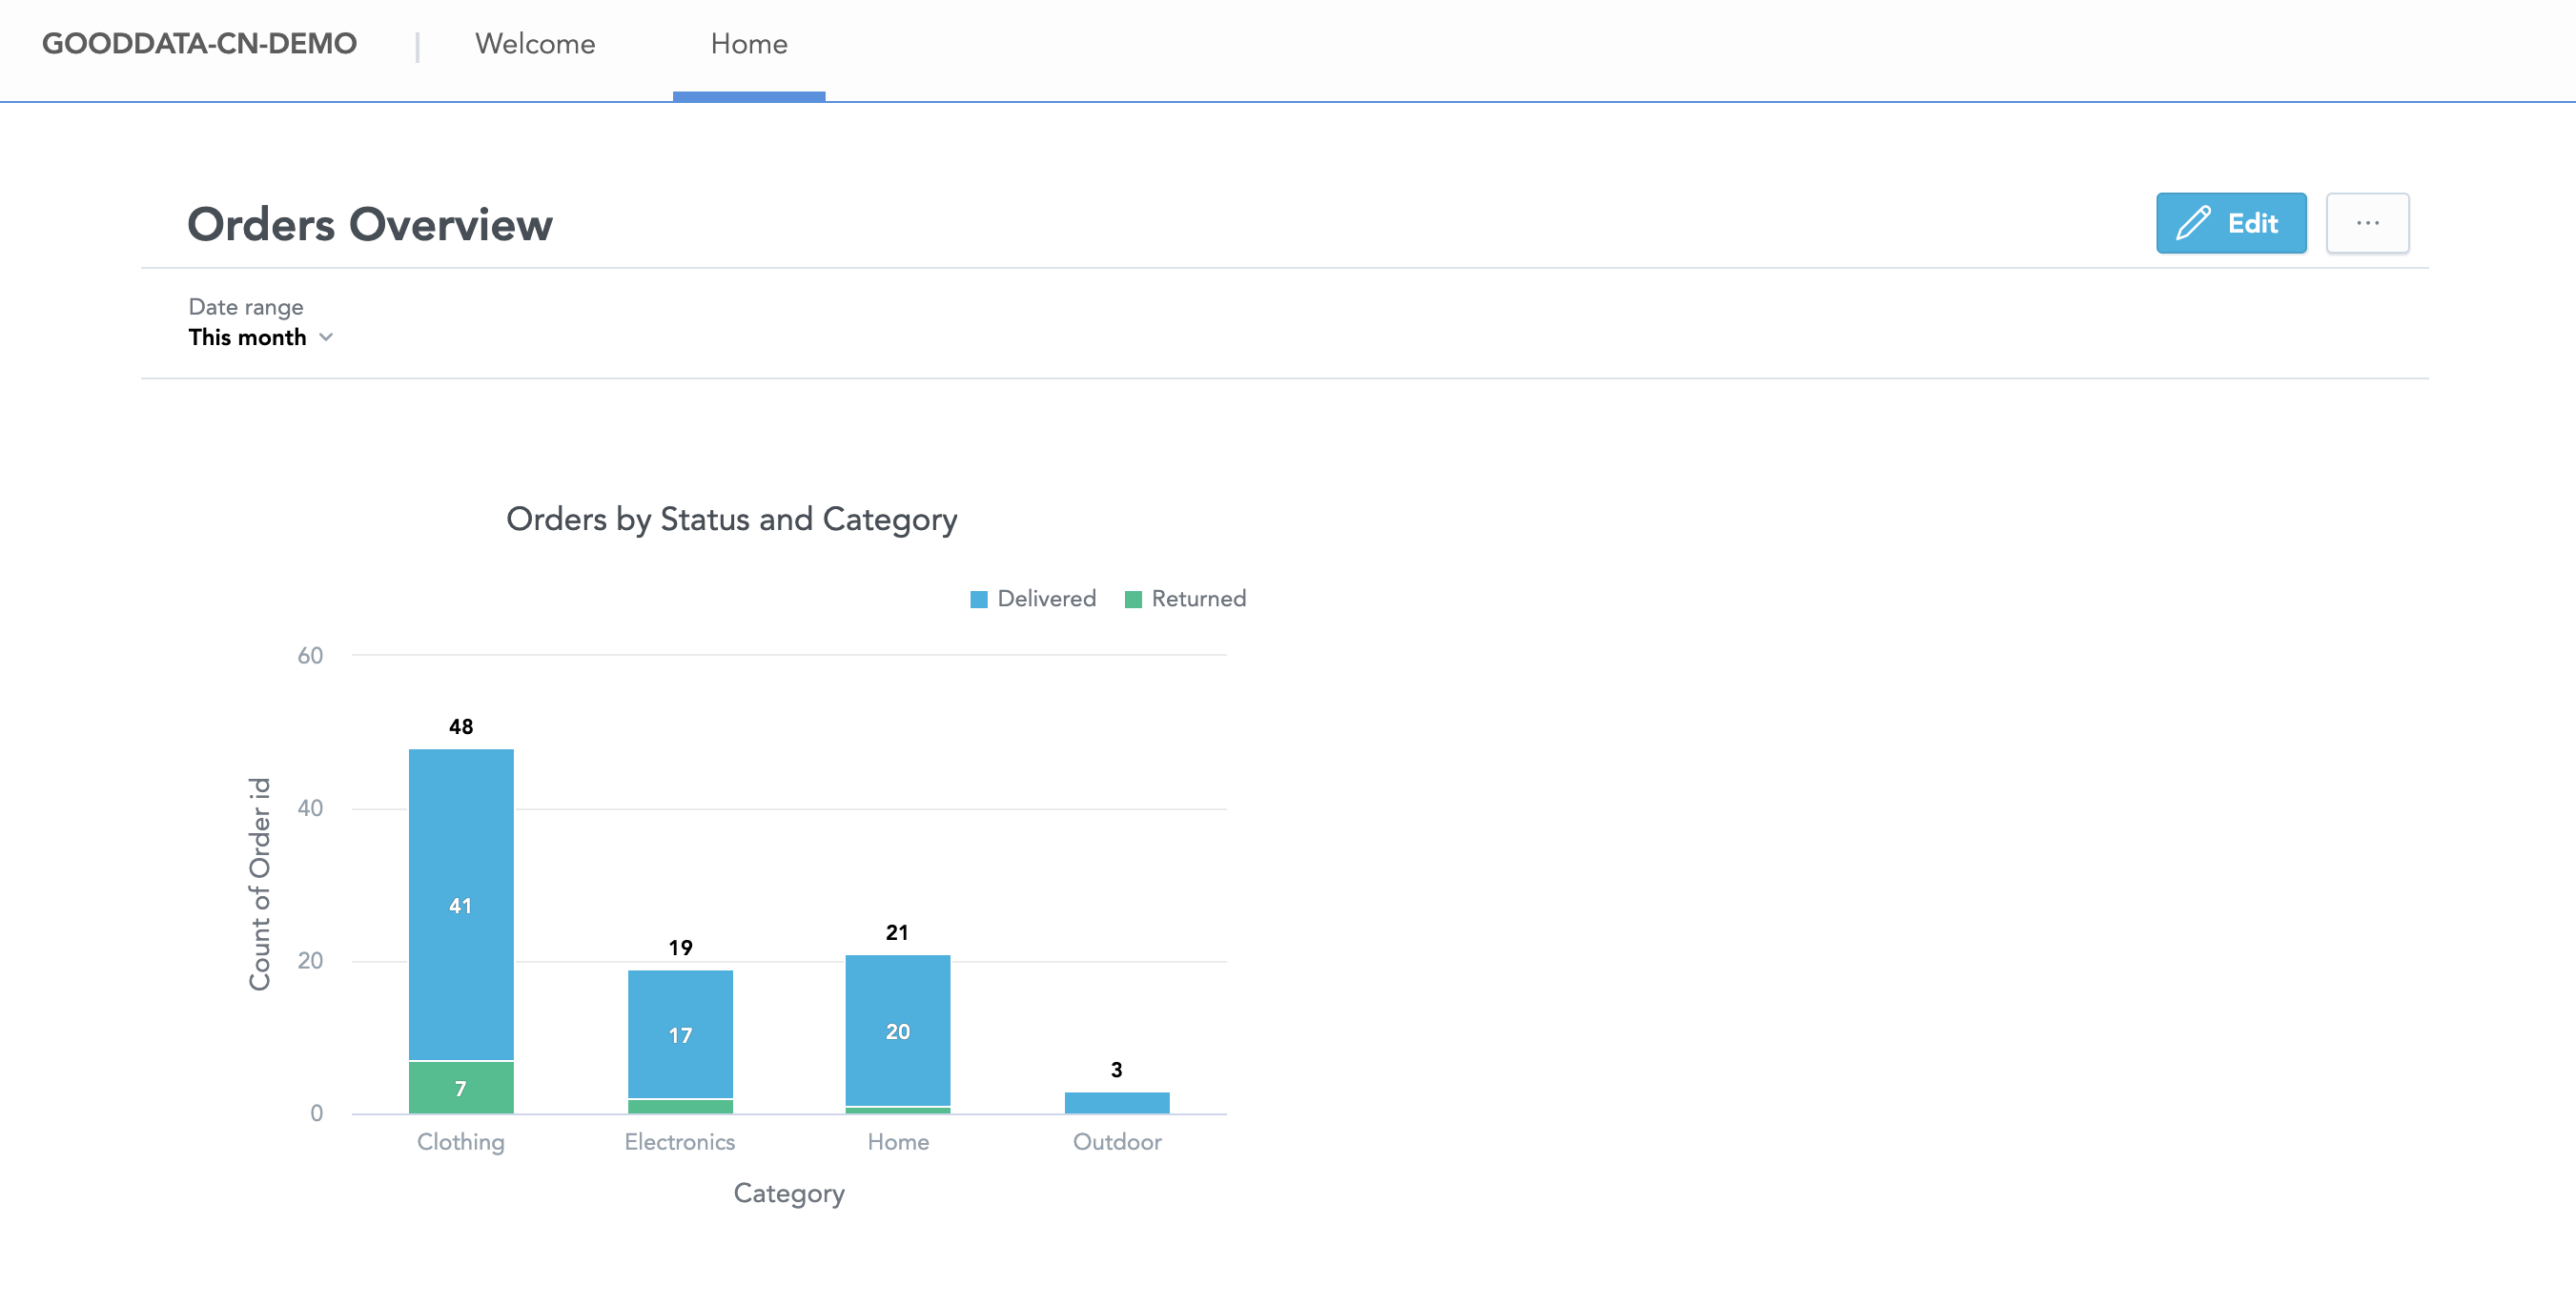 GOODDATA-CN-DEMO | Welcome Home
Orders Overview
Edit ...
Date range
This month
Orders by Status and Category
Delivered Returned
60
48
40
41
Count of Order id
21
19
20
17
20
3
7
0
Clothing Electronics Home Outdoor
Category